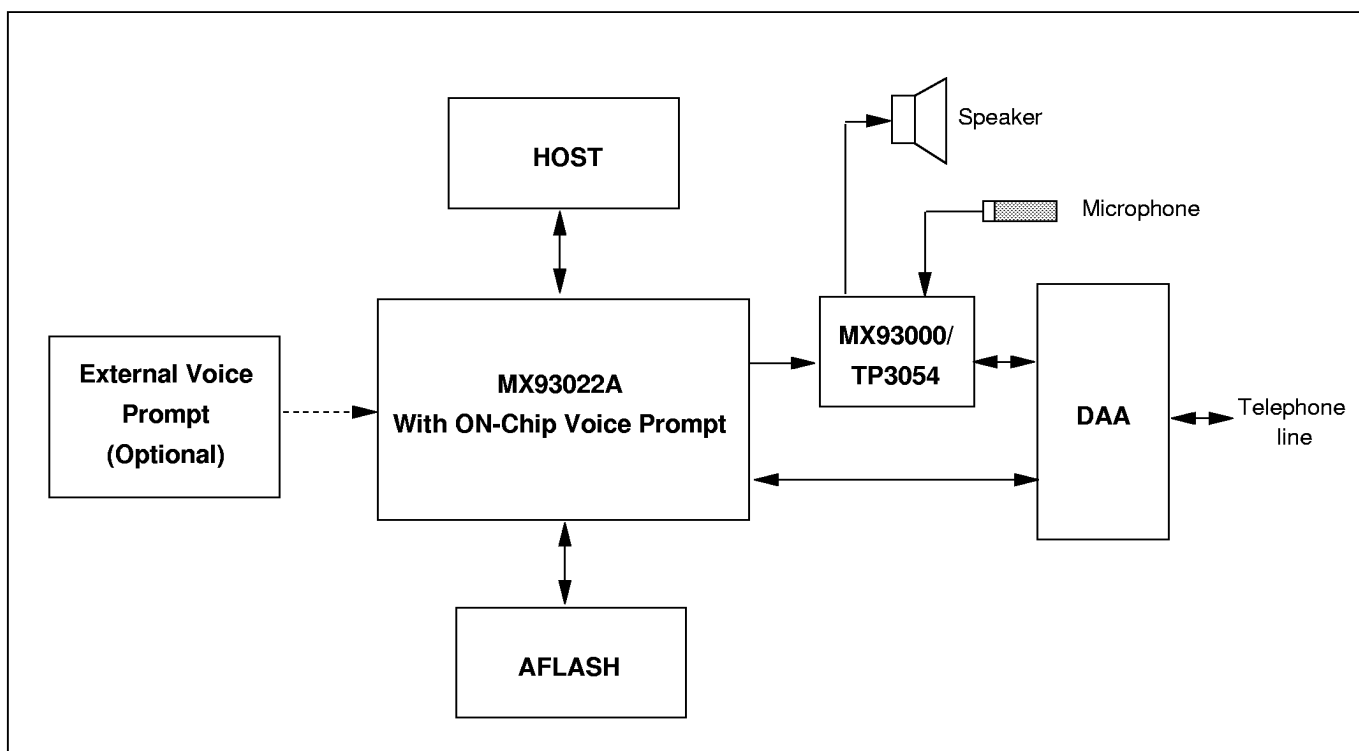 HOST
Speaker
Microphone
External Voice
Prompt
(Optional)
MX93022A
With ON-Chip Voice Prompt
MX93000/
TP3054
DAA
Telephone
line
AFLASH